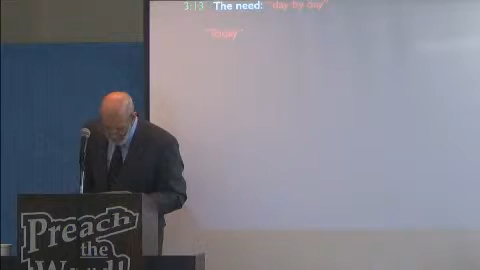 3:13 The need: "day by day"
"Today"
Preach
the
Word!